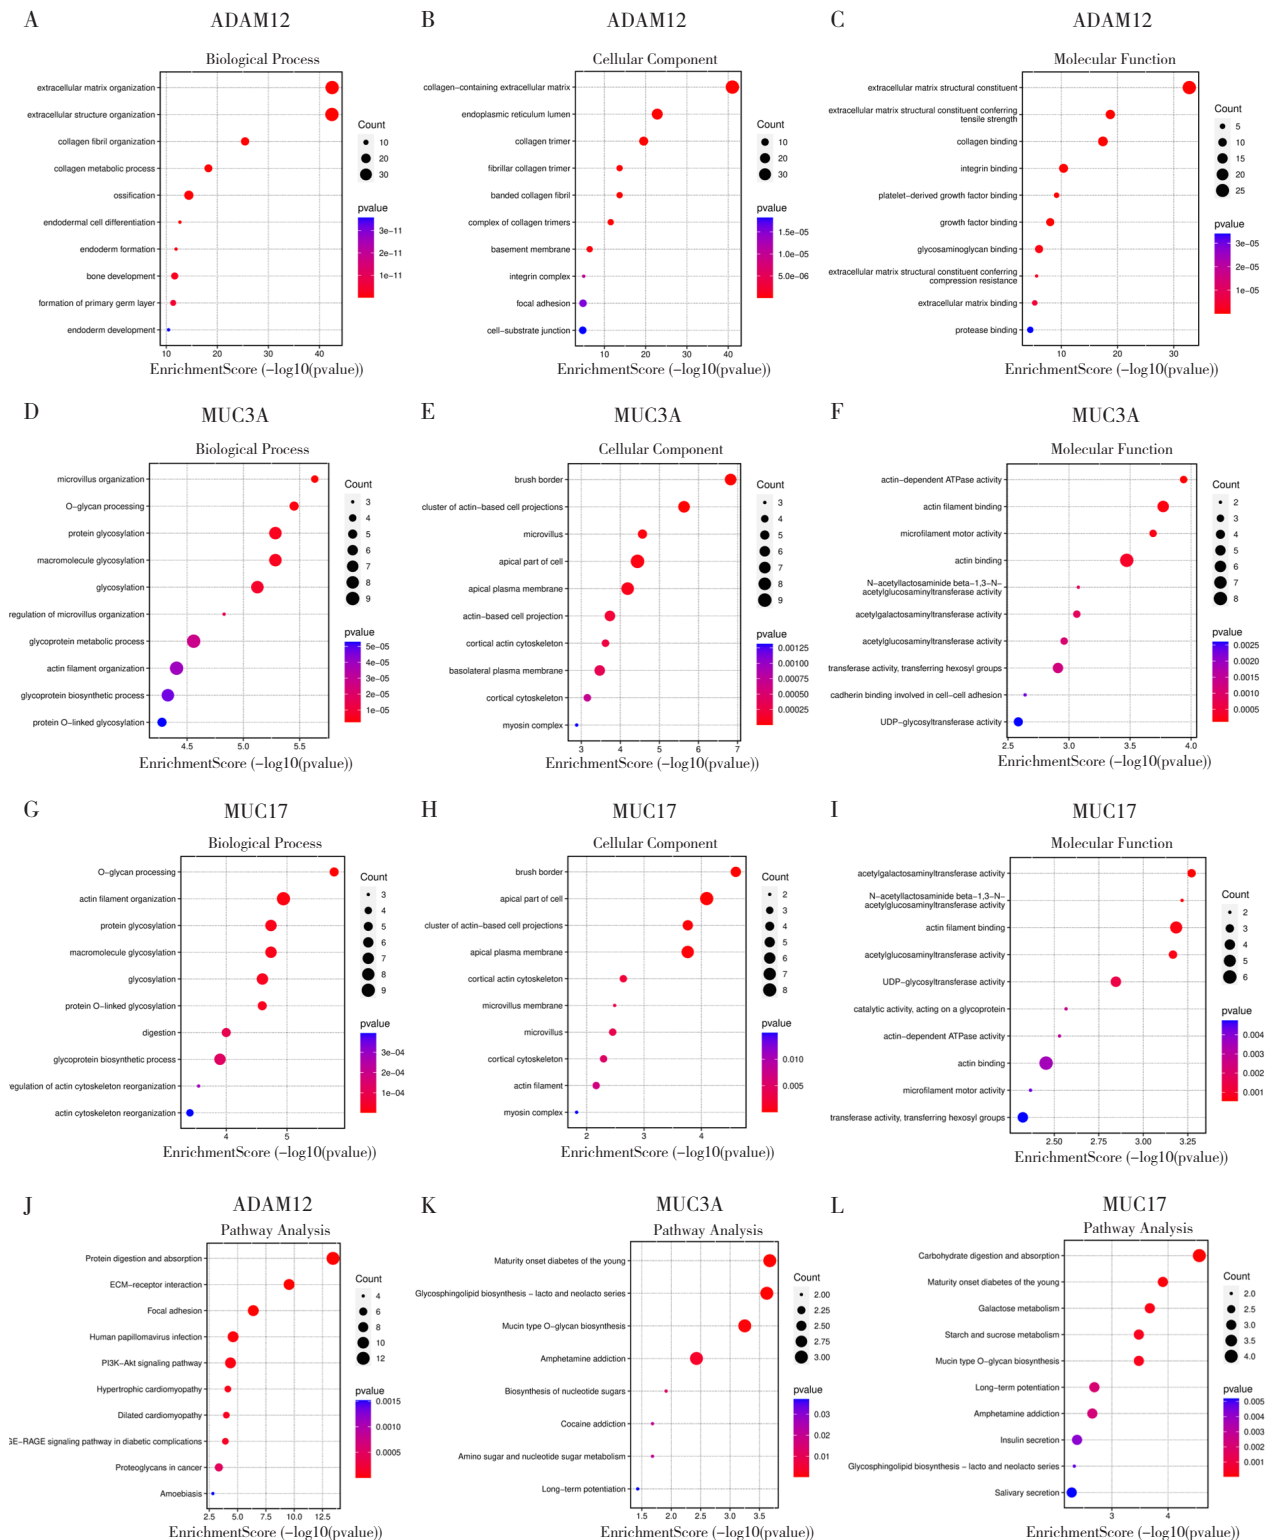 A
ADAM12
Biological Process
extracellular matrix organization
extracellular structure organization
collagen fibril organization
collagen metabolic process
ossification
endodermal cell differentiation
endoderm formation
bone development
formation of primary germ layer
endoderm development
10 20 30 40
EnrichmentScore (−log10(pvalue))
Count
10
20
30
pvalue
3e−11
2e−11
1e−11
B
ADAM12
Cellular Component
collagen−containing extracellular matrix
endoplasmic reticulum lumen
collagen trimer
fibrillar collagen trimer
banded collagen fibril
complex of collagen trimers
basement membrane
integrin complex
focal adhesion
cell−substrate junction
10 20 30 40
EnrichmentScore (−log10(pvalue))
Count
10
20
30
pvalue
1.5e−05
1.0e−05
5.0e−06
C
ADAM12
Molecular Function
extracellular matrix structural constituent
extracellular matrix structural constituent conferring
tensile strength
collagen binding
integrin binding
platelet−derived growth factor binding
growth factor binding
glycosaminoglycan binding
extracellular matrix structural constituent conferring
compression resistance
extracellular matrix binding
protease binding
10 20 30
EnrichmentScore (−log10(pvalue))
Count
5
10
15
20
25
pvalue
3e−05
2e−05
1e−05
D
MUC3A
Biological Process
microvillus organization
O−glycan processing
protein glycosylation
macromolecule glycosylation
glycosylation
regulation of microvillus organization
glycoprotein metabolic process
actin filament organization
glycoprotein biosynthetic process
protein O−linked glycosylation
4.5 5.0 5.5
EnrichmentScore (−log10(pvalue))
Count
3
4
5
6
7
8
9
pvalue
5e−05
4e−05
3e−05
2e−05
1e−05
E
MUC3A
Cellular Component
brush border
cluster of actin−based cell projections
microvillus
apical part of cell
apical plasma membrane
actin−based cell projection
cortical actin cytoskeleton
basolateral plasma membrane
cortical cytoskeleton
myosin complex
3 4 5 6 7
EnrichmentScore (−log10(pvalue))
Count
3
4
5
6
7
8
9
pvalue
0.00125
0.00100
0.00075
0.00050
0.00025
F
MUC3A
Molecular Function
actin−dependent ATPase activity
actin filament binding
microfilament motor activity
actin binding
N−acetyllactosaminide beta−1,3−N−
acetylglucosaminyltransferase activity
acetylgalactosaminyltransferase activity
acetylglucosaminyltransferase activity
transferase activity, transferring hexosyl groups
cadherin binding involved in cell−cell adhesion
UDP−glycosyltransferase activity
2.5 3.0 3.5 4.0
EnrichmentScore (−log10(pvalue))
Count
2
3
4
5
6
7
8
pvalue
0.0025
0.0020
0.0015
0.0010
0.0005
G
MUC17
Biological Process
O−glycan processing
actin filament organization
protein glycosylation
macromolecule glycosylation
glycosylation
protein O−linked glycosylation
digestion
glycoprotein biosynthetic process
regulation of actin cytoskeleton reorganization
actin cytoskeleton reorganization
4 5
EnrichmentScore (−log10(pvalue))
Count
3
4
5
6
7
8
9
pvalue
3e−04
2e−04
1e−04
H
MUC17
Cellular Component
brush border
apical part of cell
cluster of actin−based cell projections
apical plasma membrane
cortical actin cytoskeleton
microvillus membrane
microvillus
cortical cytoskeleton
actin filament
myosin complex
2 3 4
EnrichmentScore (−log10(pvalue))
Count
2
3
4
5
6
7
8
pvalue
0.010
0.005
I
MUC17
Molecular Function
acetylgalactosaminyltransferase activity
N−acetyllactosaminide beta−1,3−N−
acetylglucosaminyltransferase activity
actin filament binding
acetylglucosaminyltransferase activity
UDP−glycosyltransferase activity
catalytic activity, acting on a glycoprotein
actin−dependent ATPase activity
actin binding
microfilament motor activity
transferase activity, transferring hexosyl groups
2.50 2.75 3.00 3.25
EnrichmentScore (−log10(pvalue))
Count
2
3
4
5
6
pvalue
0.004
0.003
0.002
0.001
J
ADAM12
Pathway Analysis
Protein digestion and absorption
ECM−receptor interaction
Focal adhesion
Human papillomavirus infection
PI3K−Akt signaling pathway
Hypertrophic cardiomyopathy
Dilated cardiomyopathy
GE−RAGE signaling pathway in diabetic complications
Proteoglycans in cancer
Amoebiasis
2.5 5.0 7.5 10.0 12.5
EnrichmentScore (−log10(pvalue))
Count
4
6
8
10
12
pvalue
0.0015
0.0010
0.0005
K
MUC3A
Pathway Analysis
Maturity onset diabetes of the young
Glycosphingolipid biosynthesis − lacto and neolacto series
Mucin type O−glycan biosynthesis
Amphetamine addiction
Biosynthesis of nucleotide sugars
Cocaine addiction
Amino sugar and nucleotide sugar metabolism
Long−term potentiation
1.5 2.0 2.5 3.0 3.5
EnrichmentScore (−log10(pvalue))
Count
2.00
2.25
2.50
2.75
3.00
pvalue
0.03
0.02
0.01
L
MUC17
Pathway Analysis
Carbohydrate digestion and absorption
Maturity onset diabetes of the young
Galactose metabolism
Starch and sucrose metabolism
Mucin type O−glycan biosynthesis
Long−term potentiation
Amphetamine addiction
Insulin secretion
Glycosphingolipid biosynthesis − lacto and neolacto series
Salivary secretion
3 4
EnrichmentScore (−log10(pvalue))
Count
2.0
2.5
3.0
3.5
4.0
pvalue
0.005
0.004
0.003
0.002
0.001